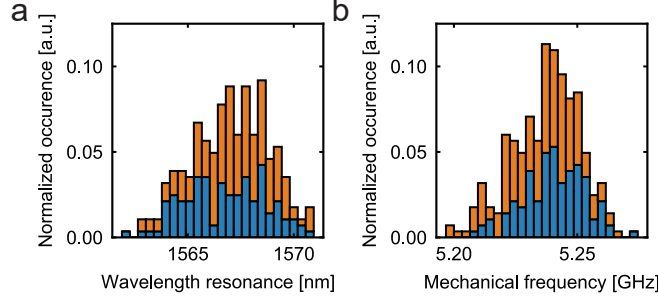 a
Normalized occurence [a.u.]
0.10
0.05
0.00
1565
1570
Wavelength resonance [nm]
b
Normalized occurence [a.u.]
0.10
0.05
0.00
5.20
5.25
Mechanical frequency [GHz]